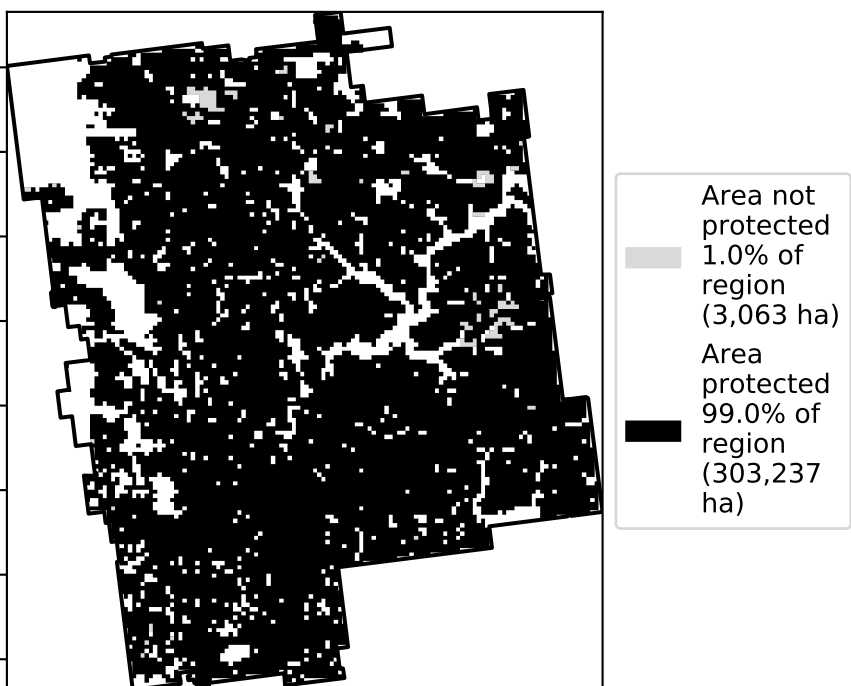 Area not
protected
1.0% of
region
(3,063 ha)
Area
protected
99.0% of
region
(303,237
ha)